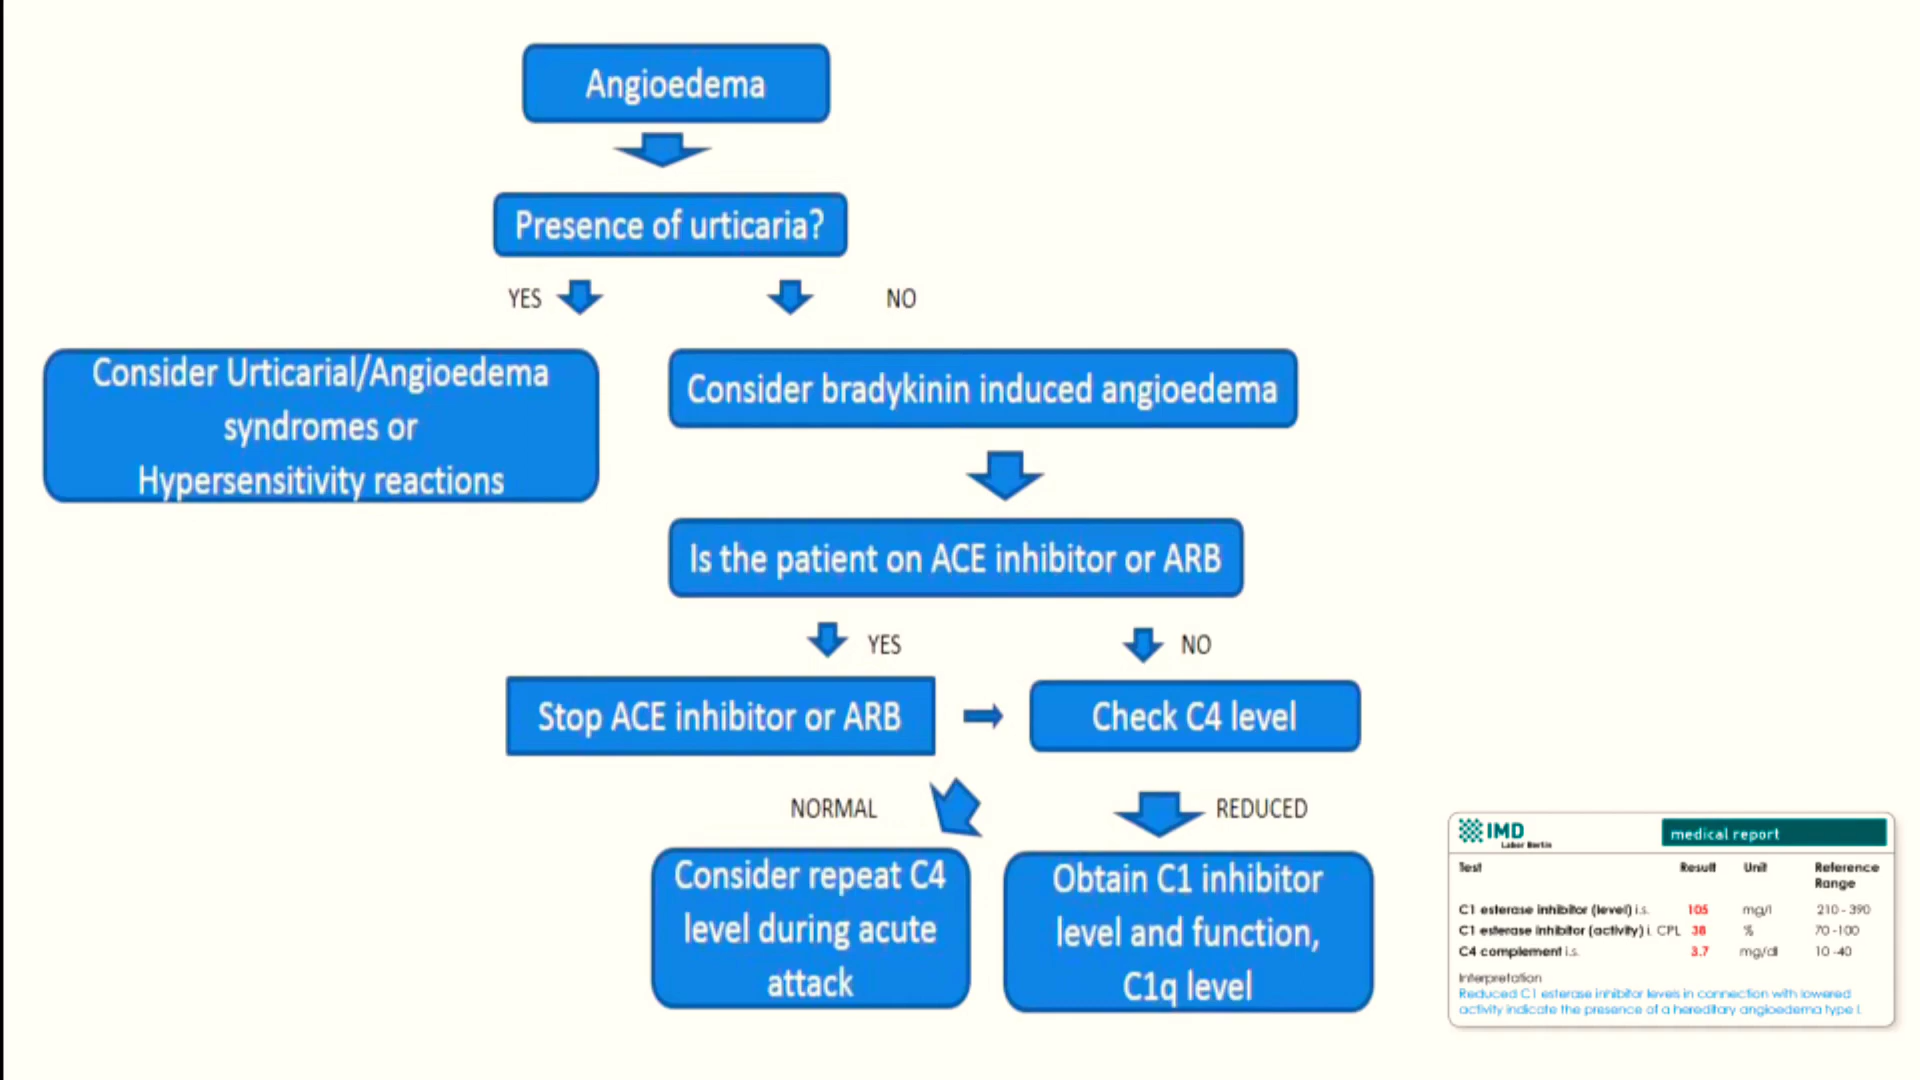 Angioedema
Presence of urticaria?
YES
NO
Consider Urticarial/Angioedema
syndromes or
Hypersensitivity reactions
Consider bradykinin induced angioedema
Is the patient on ACE inhibitor or ARB
YES
NO
Stop ACE inhibitor or ARB
Check C4 level
NORMAL
REDUCED
Consider repeat C4
level during acute
attack
Obtain C1 inhibitor
level and function,
C1q level
IMD
Labor Berlin
medical report
Test Result Unit Reference
Range
C1 esterase inhibitor (level) i.s. 105 mg/l 210 - 390
C1 esterase inhibitor (activity) i. CPL 38 % 70 -100
C4 complement i.s. 3.7 mg/dl 10 -40
Interpretation
Reduced C1 esterase inhibitor levels in connection with lowered
activity indicate the presence of a hereditary angioedema type I.